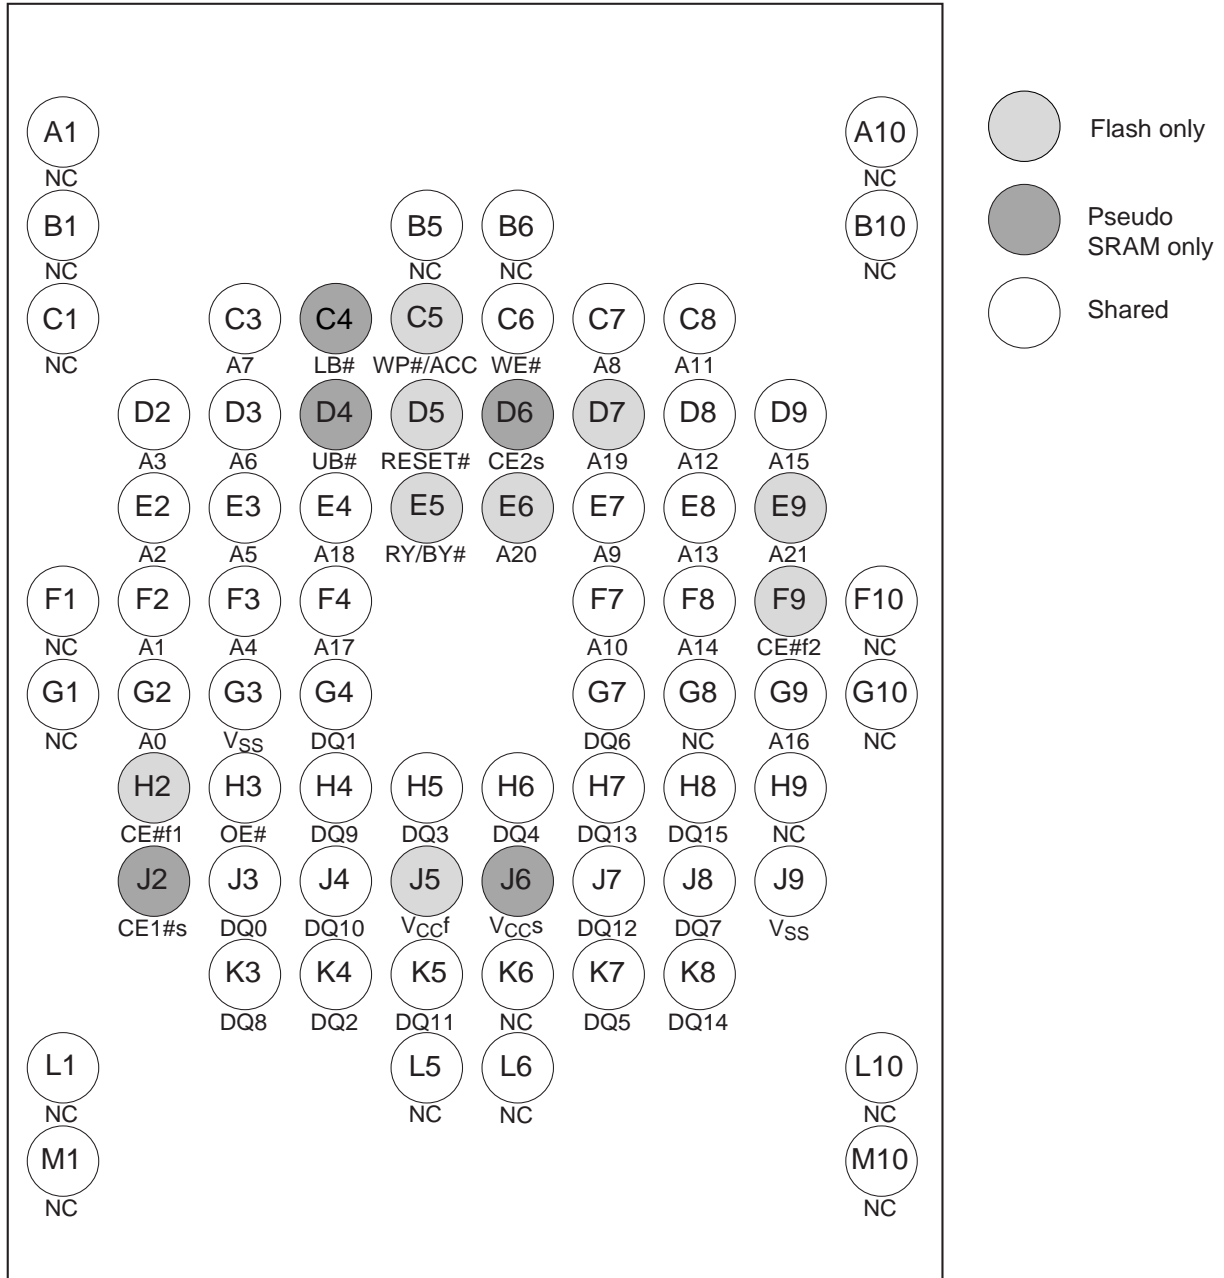 A1 A10
NC NC
B1 B5 B6 B10
NC NC NC NC
C1 C3 C4 C5 C6 C7 C8
NC A7 LB# WP#/ACC WE# A8 A11
D2 D3 D4 D5 D6 D7 D8 D9
A3 A6 UB# RESET# CE2s A19 A12 A15
E2 E3 E4 E5 E6 E7 E8 E9
A2 A5 A18 RY/BY# A20 A9 A13 A21
F1 F2 F3 F4 F7 F8 F9 F10
NC A1 A4 A17 A10 A14 CE#f2 NC
G1 G2 G3 G4 G7 G8 G9 G10
NC A0 VSS DQ1 DQ6 NC A16 NC
H2 H3 H4 H5 H6 H7 H8 H9
CE#f1 OE# DQ9 DQ3 DQ4 DQ13 DQ15 NC
J2 J3 J4 J5 J6 J7 J8 J9
CE1#s DQ0 DQ10 VCCf VCCs DQ12 DQ7 VSS
K3 K4 K5 K6 K7 K8
DQ8 DQ2 DQ11 NC DQ5 DQ14
L1 L5 L6 L10
NC NC NC NC
M1 M10
NC NC
Flash only
Pseudo
SRAM only
Shared